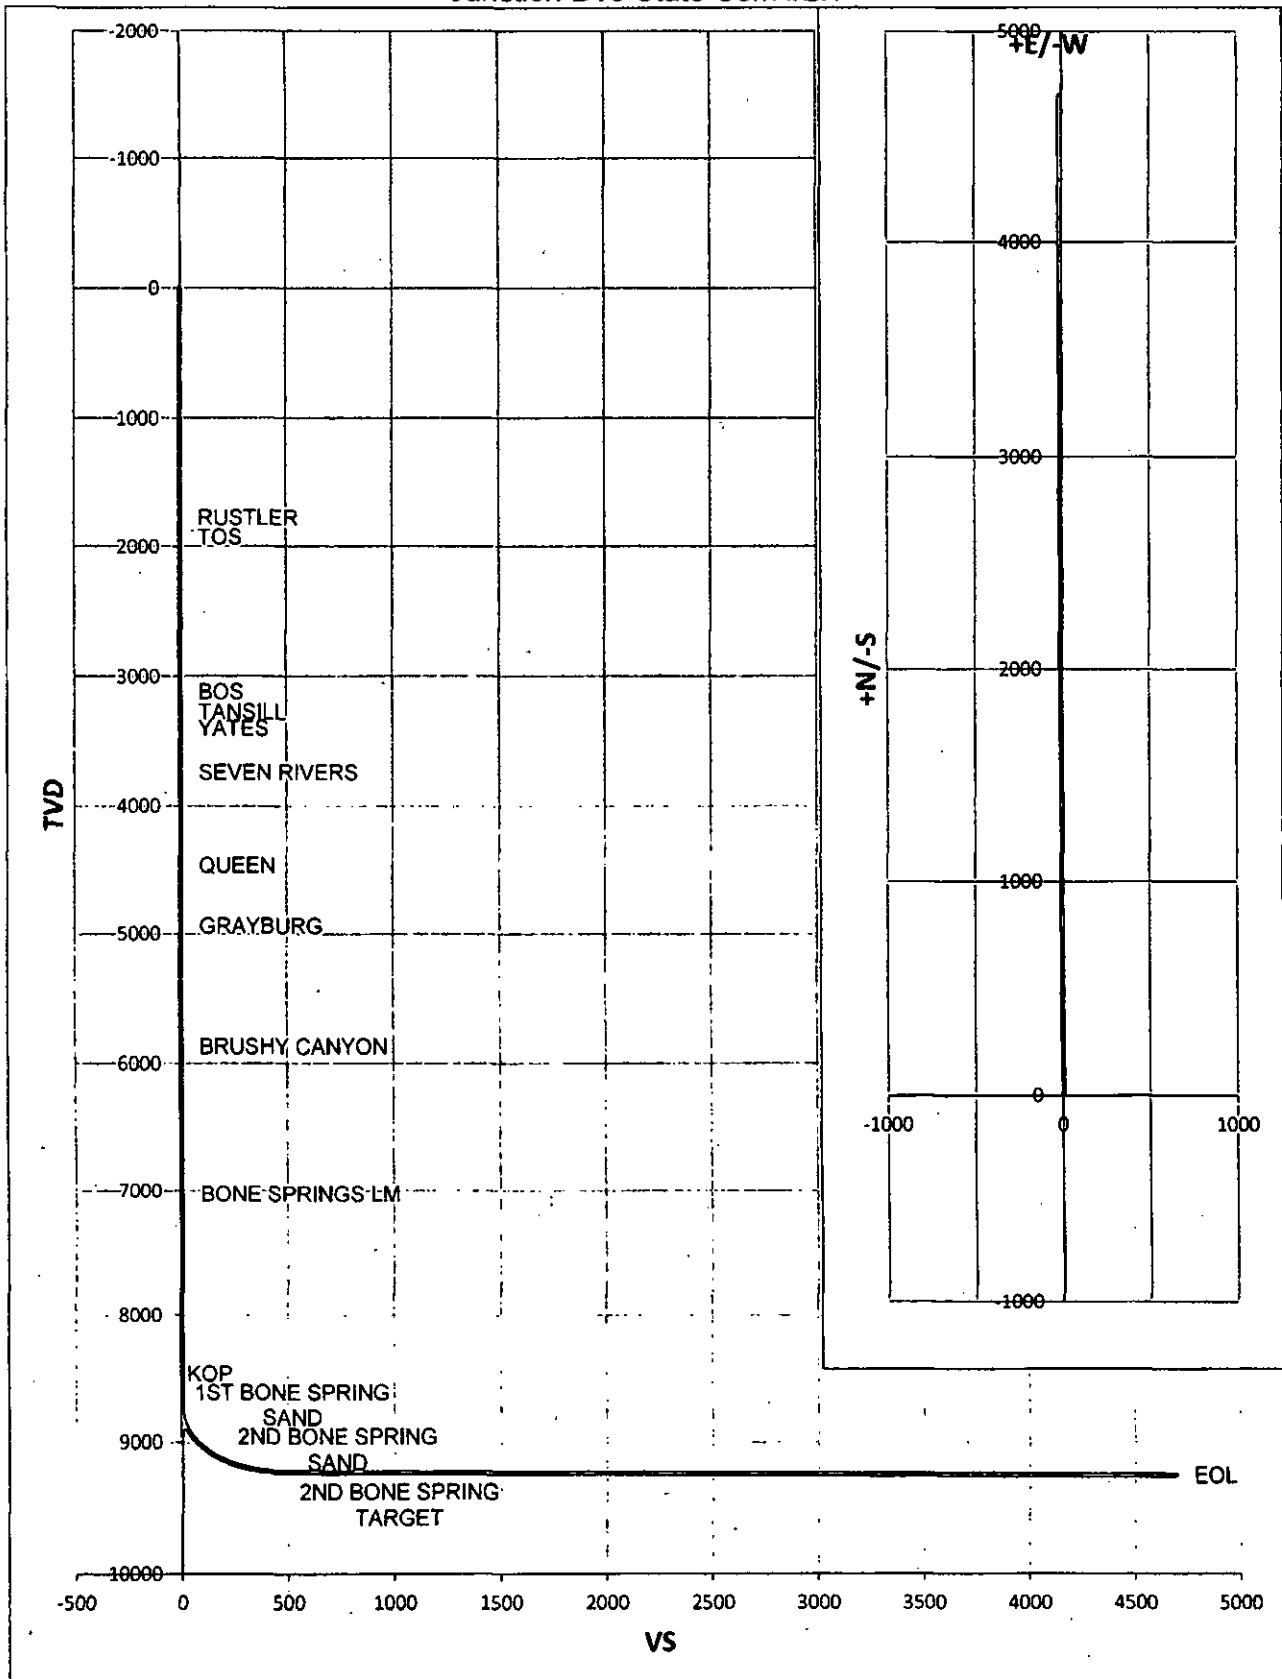 -2000
-1000
0
1000
RUSTLER
TOS
2000
3000
BOS
TANSILL
YATES
SEVEN RIVERS
TVD
4000
QUEEN
GRAYBURG
5000
BRUSHY CANYON
6000
7000
BONE SPRINGS LM
8000
KOP
1ST BONE SPRING
SAND
9000
2ND BONE SPRING
SAND
EOL
2ND BONE SPRING
TARGET
10000
-500 0 500 1000 1500 2000 2500 3000 3500 4000 4500 5000
VS
5000
+E/-W
4000
3000
+N/-S
2000
1000
0
-1000 0 1000
-1000